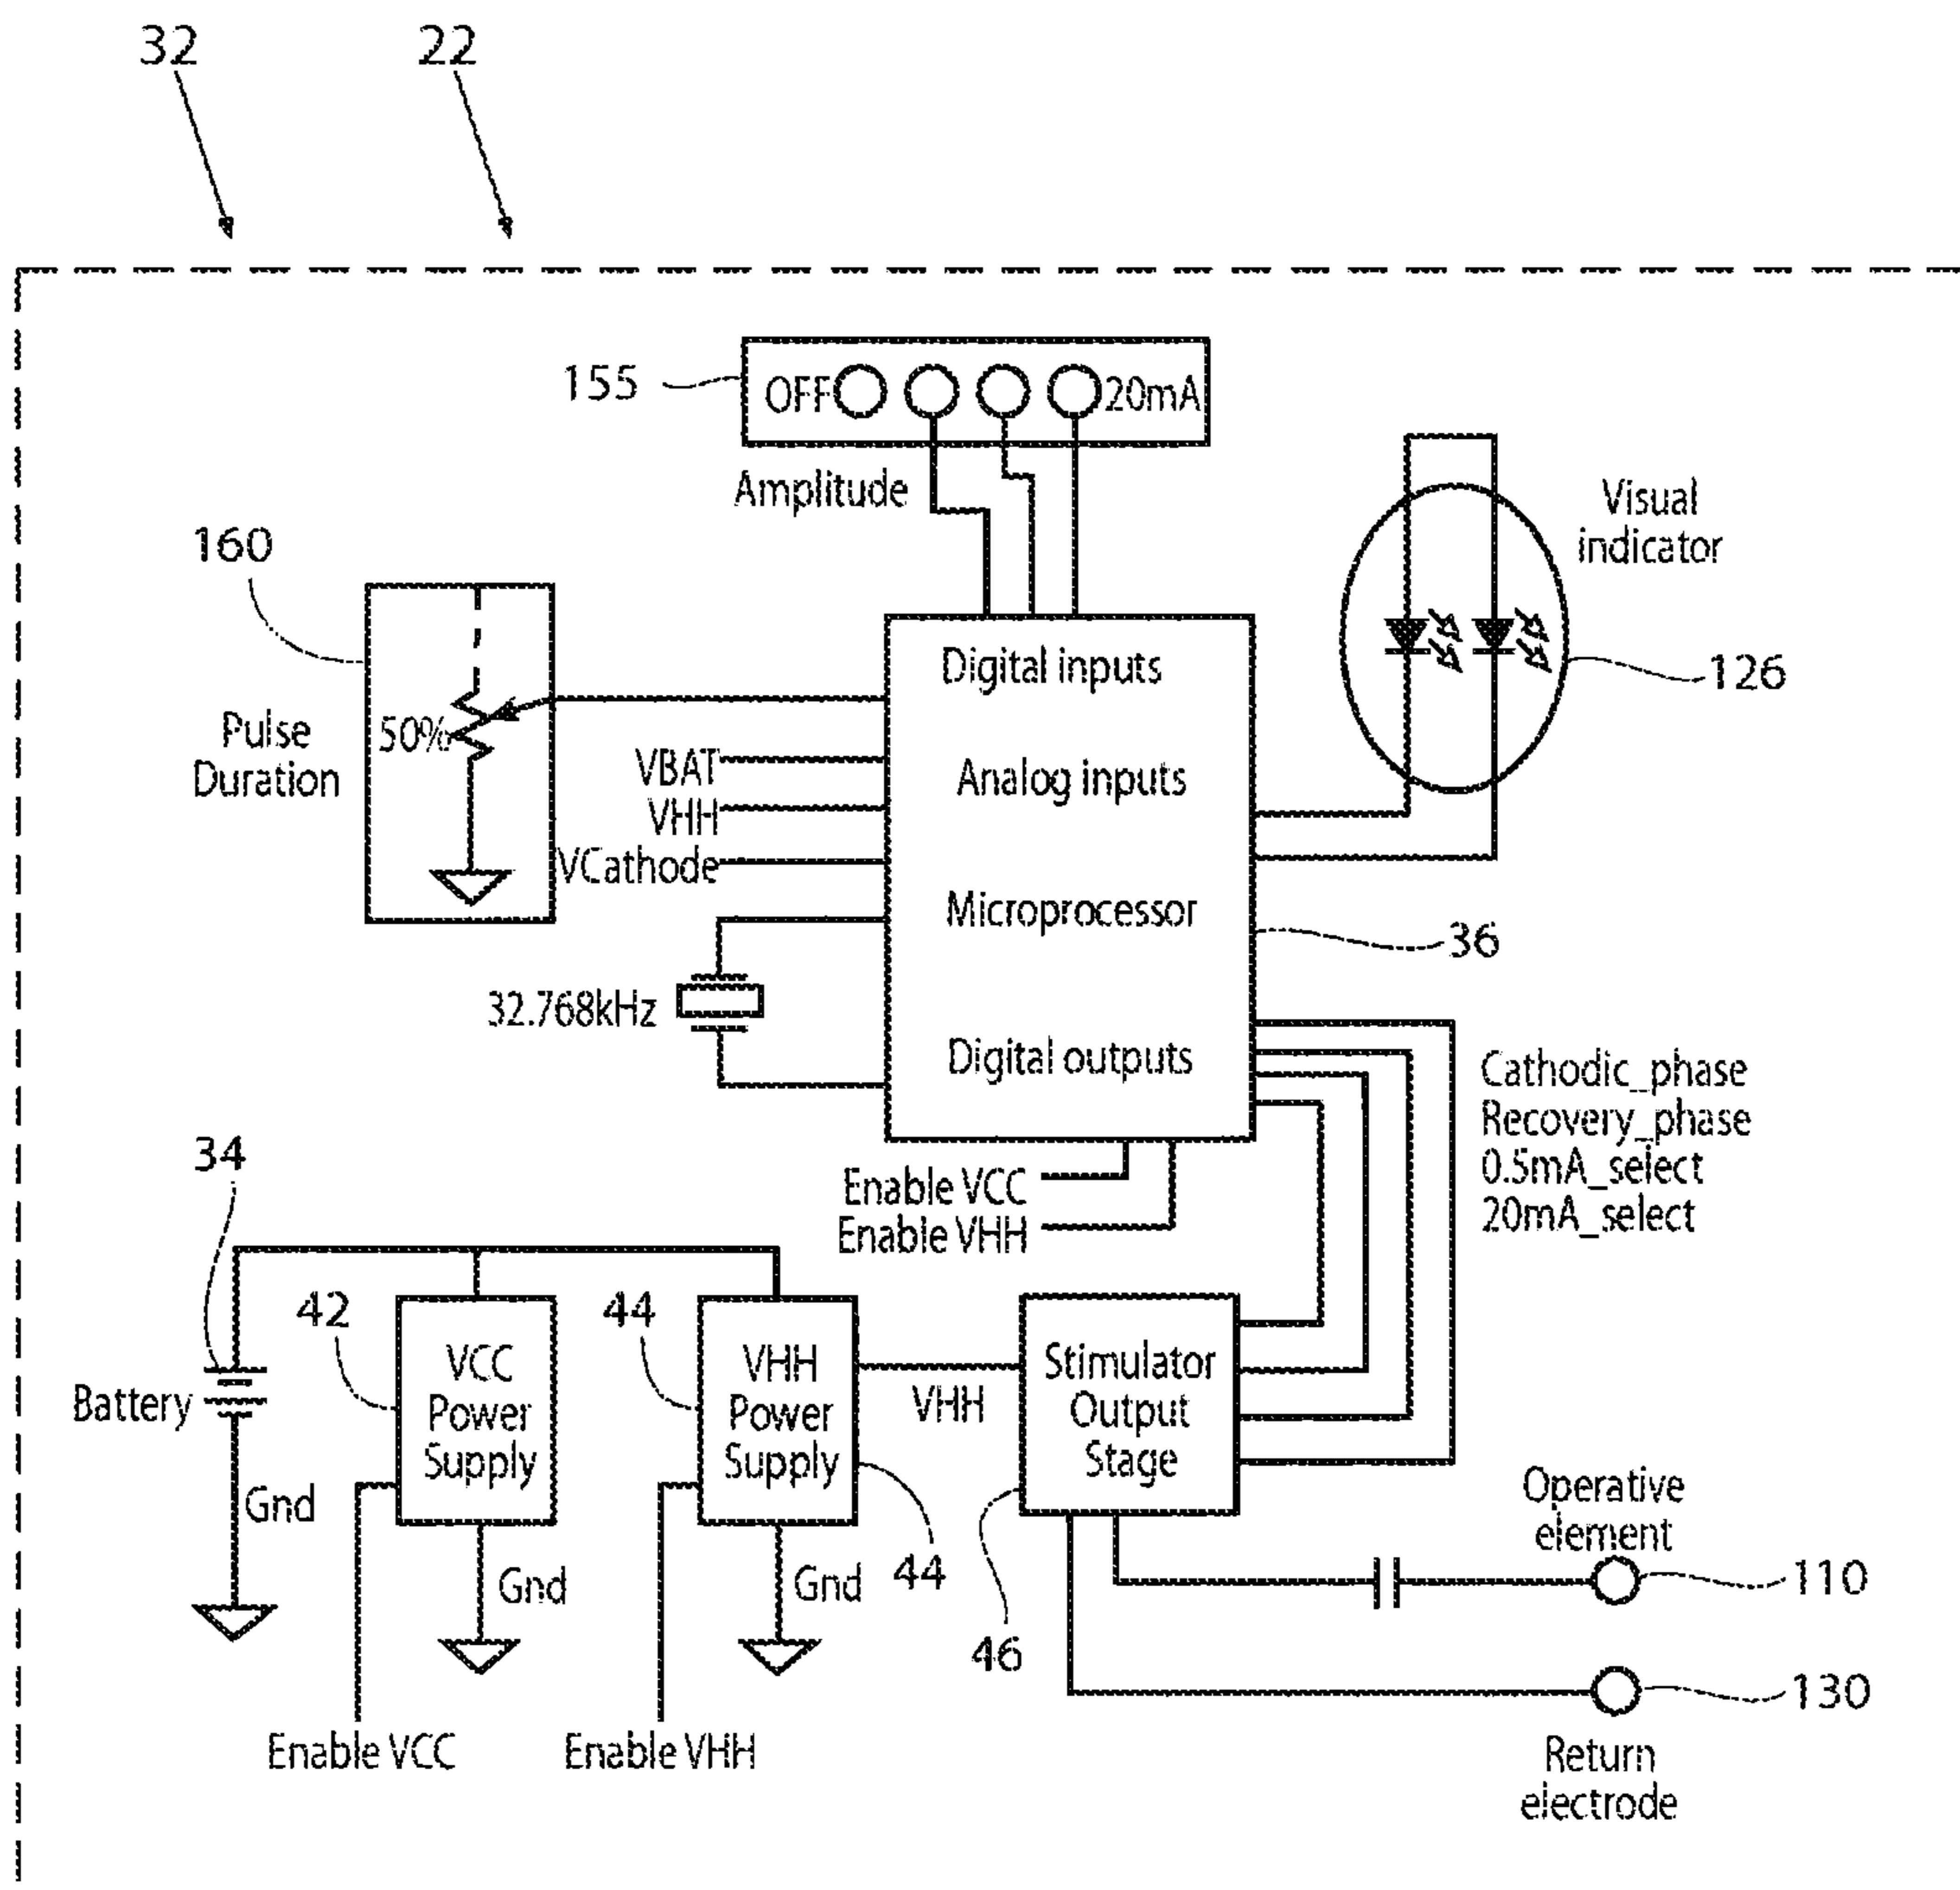 32 22
155
OFF 20mA
Amplitude
Visual
indicator
160
126
Digital inputs
Pulse
Duration
50%
VBAT
VHH
VCathode
Analog inputs
Microprocessor
36
32.768kHz
Digital outputs
Cathodic_phase
Recovery_phase
0.5mA_select
20mA_select
Enable VCC
Enable VHH
34
42
44
Battery
VCC
Power
Supply
VHH
Power
Supply
VHH
Stimulator
Output
Stage
Gnd
Gnd
Gnd
44
46
Operative
element
110
130
Enable VCC
Enable VHH
Return
electrode